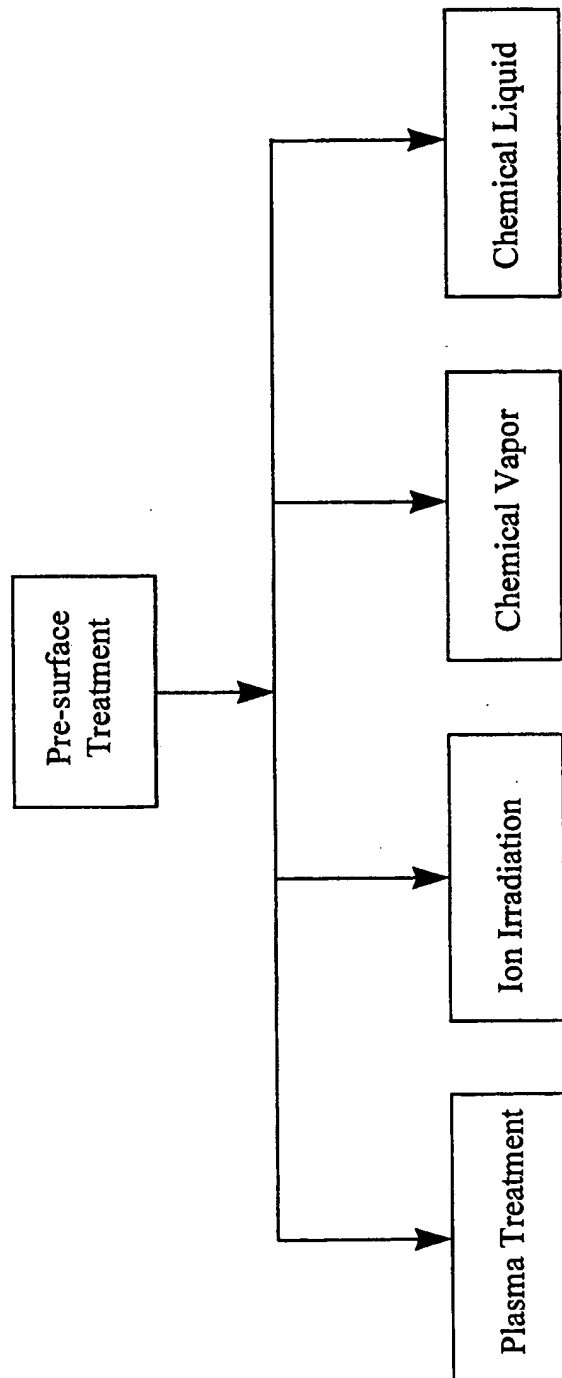 Pre-surface
Treatment
Plasma Treatment
Ion Irradiation
Chemical Vapor
Chemical Liquid